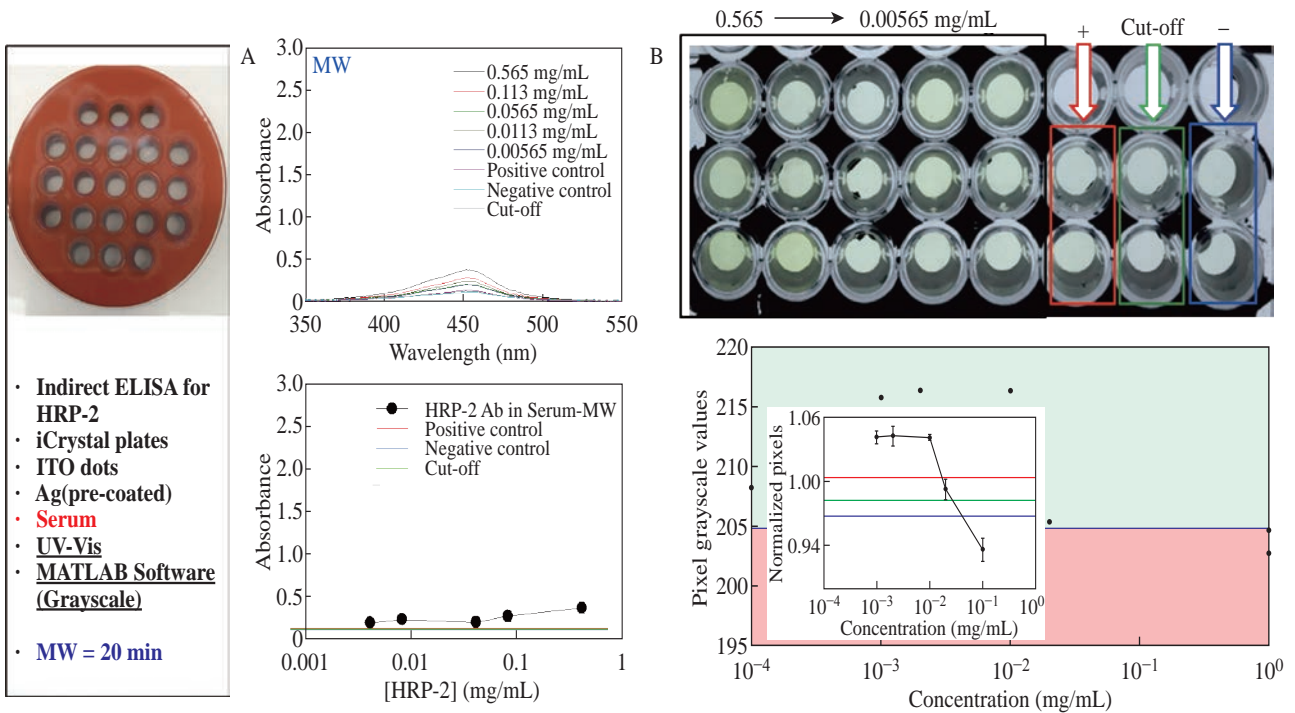 · Indirect ELISA for
HRP-2
· iCrystal plates
· ITO dots
· Ag(pre-coated)
· Serum
· UV-Vis
· MATLAB Software
(Grayscale)
· MW = 20 min
A
MW
Absorbance
3.0
2.5
2.0
1.5
1.0
0.5
0
0.565 mg/mL
0.113 mg/mL
0.0565 mg/mL
0.0113 mg/mL
0.00565 mg/mL
Positive control
Negative control
Cut-off
350
400
450
500
550
Wavelength (nm)
Absorbance
3.0
2.5
2.0
1.5
1.0
0.5
0
HRP-2 Ab in Serum-MW
Positive control
Negative control
Cut-off
0.001
0.01
0.1
1
[HRP-2] (mg/mL)
B
0.565 → 0.00565 mg/mL
+
Cut-off
−
Pixel grayscale values
220
215
210
205
200
195
Normalized pixels
1.06
1.00
0.94
10⁻⁴
10⁻³
10⁻²
10⁻¹
10⁰
Concentration (mg/mL)
10⁻⁴
10⁻³
10⁻²
10⁻¹
10⁰
Concentration (mg/mL)